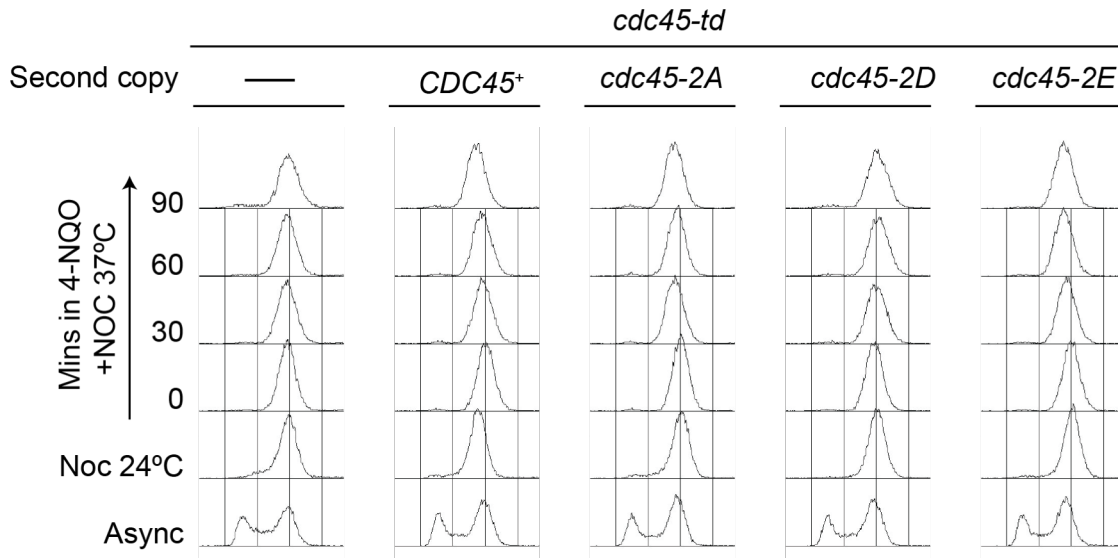 cdc45-td
Second copy — CDC45⁺ cdc45-2A cdc45-2D cdc45-2E
Mins in 4-NQO
+NOC 37ºC
90
60
30
0
Noc 24ºC
Async